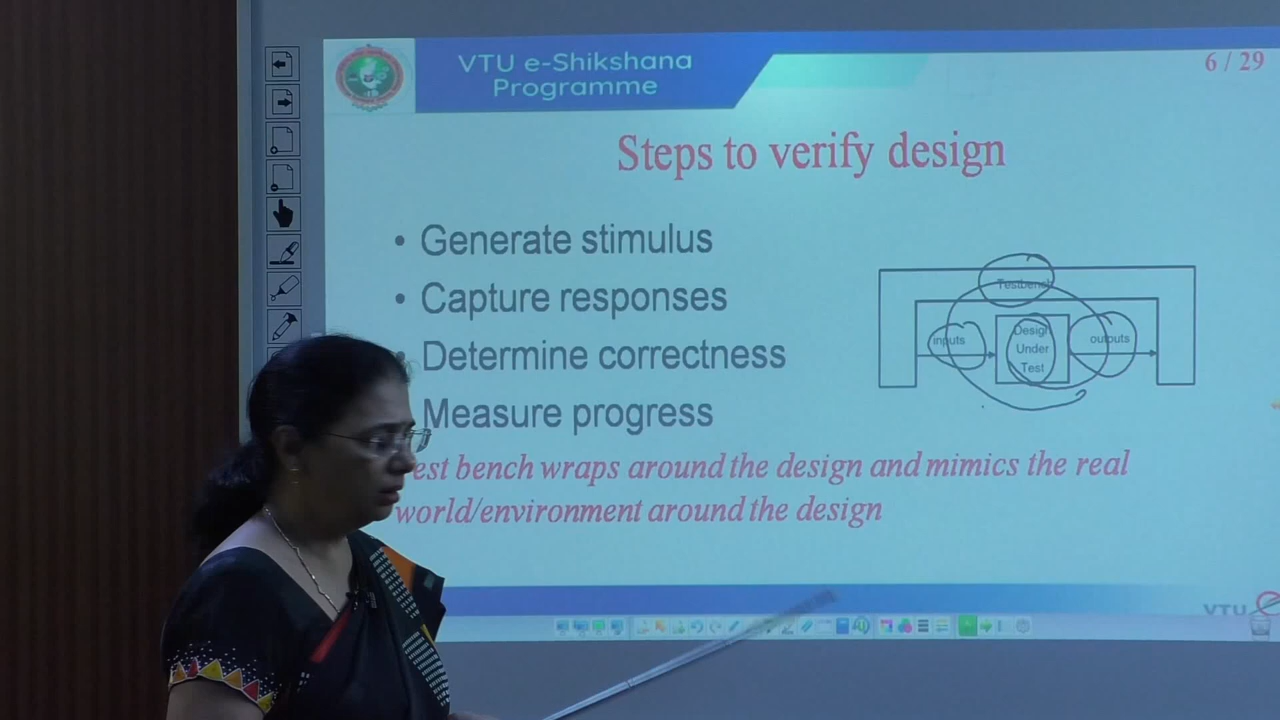 VTU e-Shikshana
Programme
6 / 29
Steps to verify design
• Generate stimulus
• Capture responses
Determine correctness
Measure progress
est bench wraps around the design and mimics the real
world/environment around the design
Testbench
inputs
Design
Under
Test
outputs
VTU